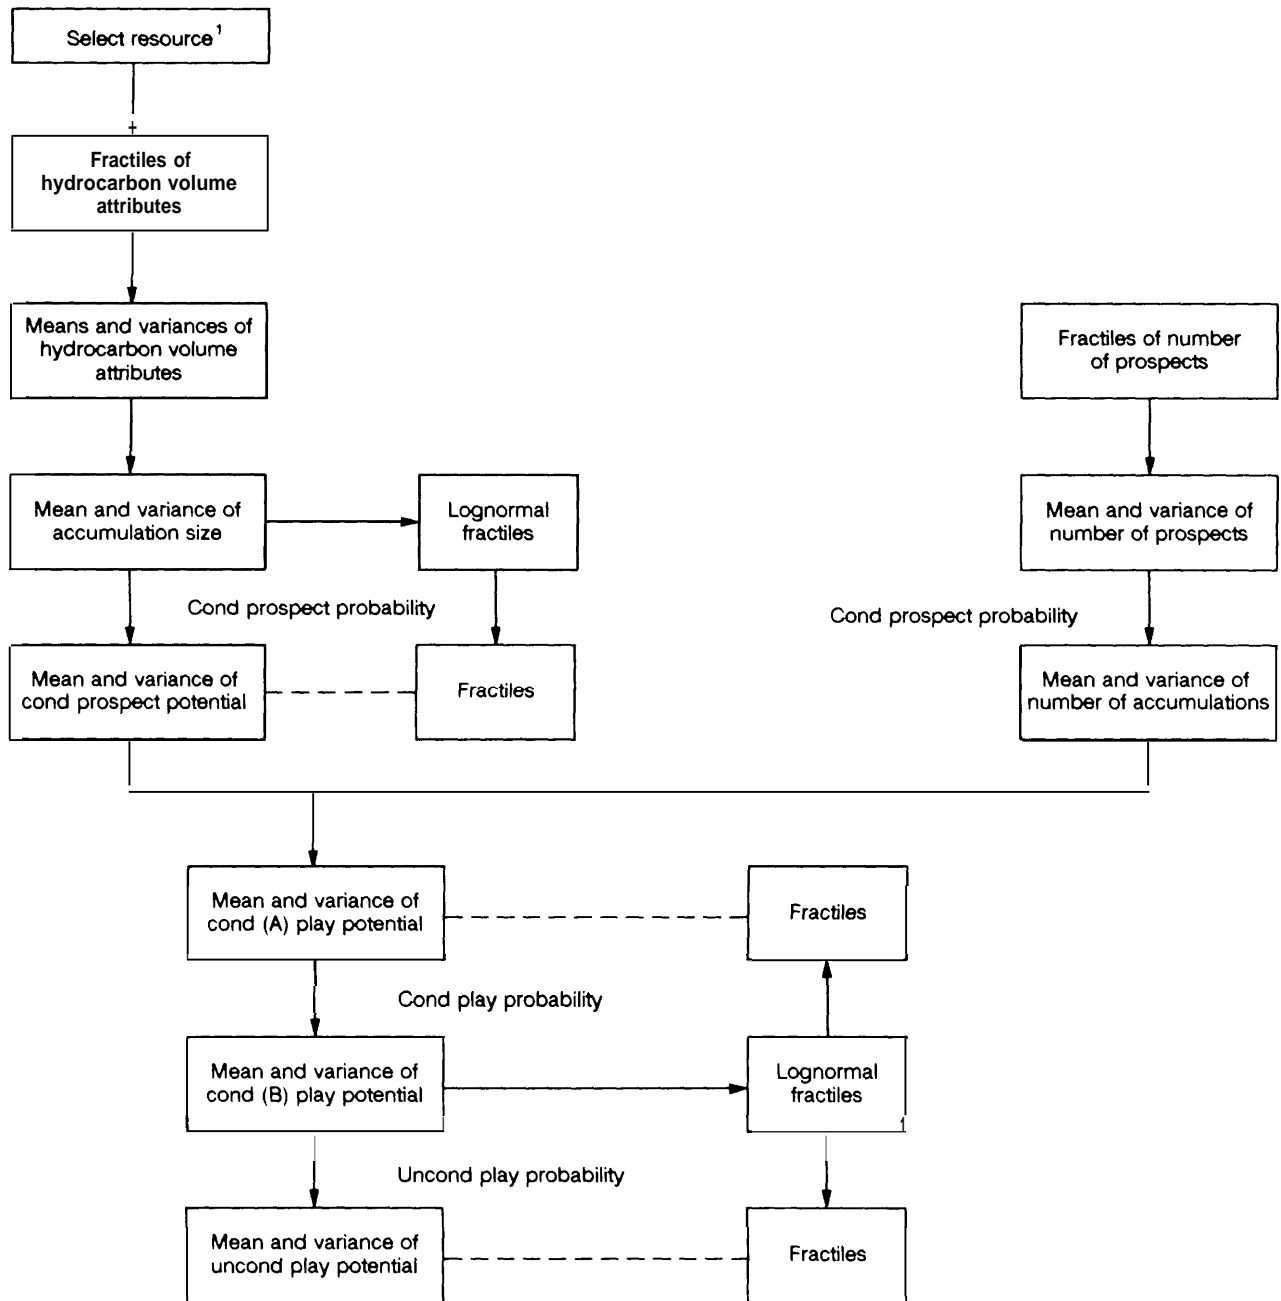 Select resource1
Fractiles of
hydrocarbon volume
attributes
Means and variances of
hydrocarbon volume
attributes
Fractiles of number
of prospects
Mean and variance of
accumulation size
Lognormal
fractiles
Mean and variance of
number of prospects
Cond prospect probability
Cond prospect probability
Mean and variance of
cond prospect potential
Fractiles
Mean and variance of
number of accumulations
Mean and variance of
cond (A) play potential
Fractiles
Cond play probability
Mean and variance of
cond (B) play potential
Lognormal
fractiles
Uncond play probability
Mean and variance of
uncond play potential
Fractiles